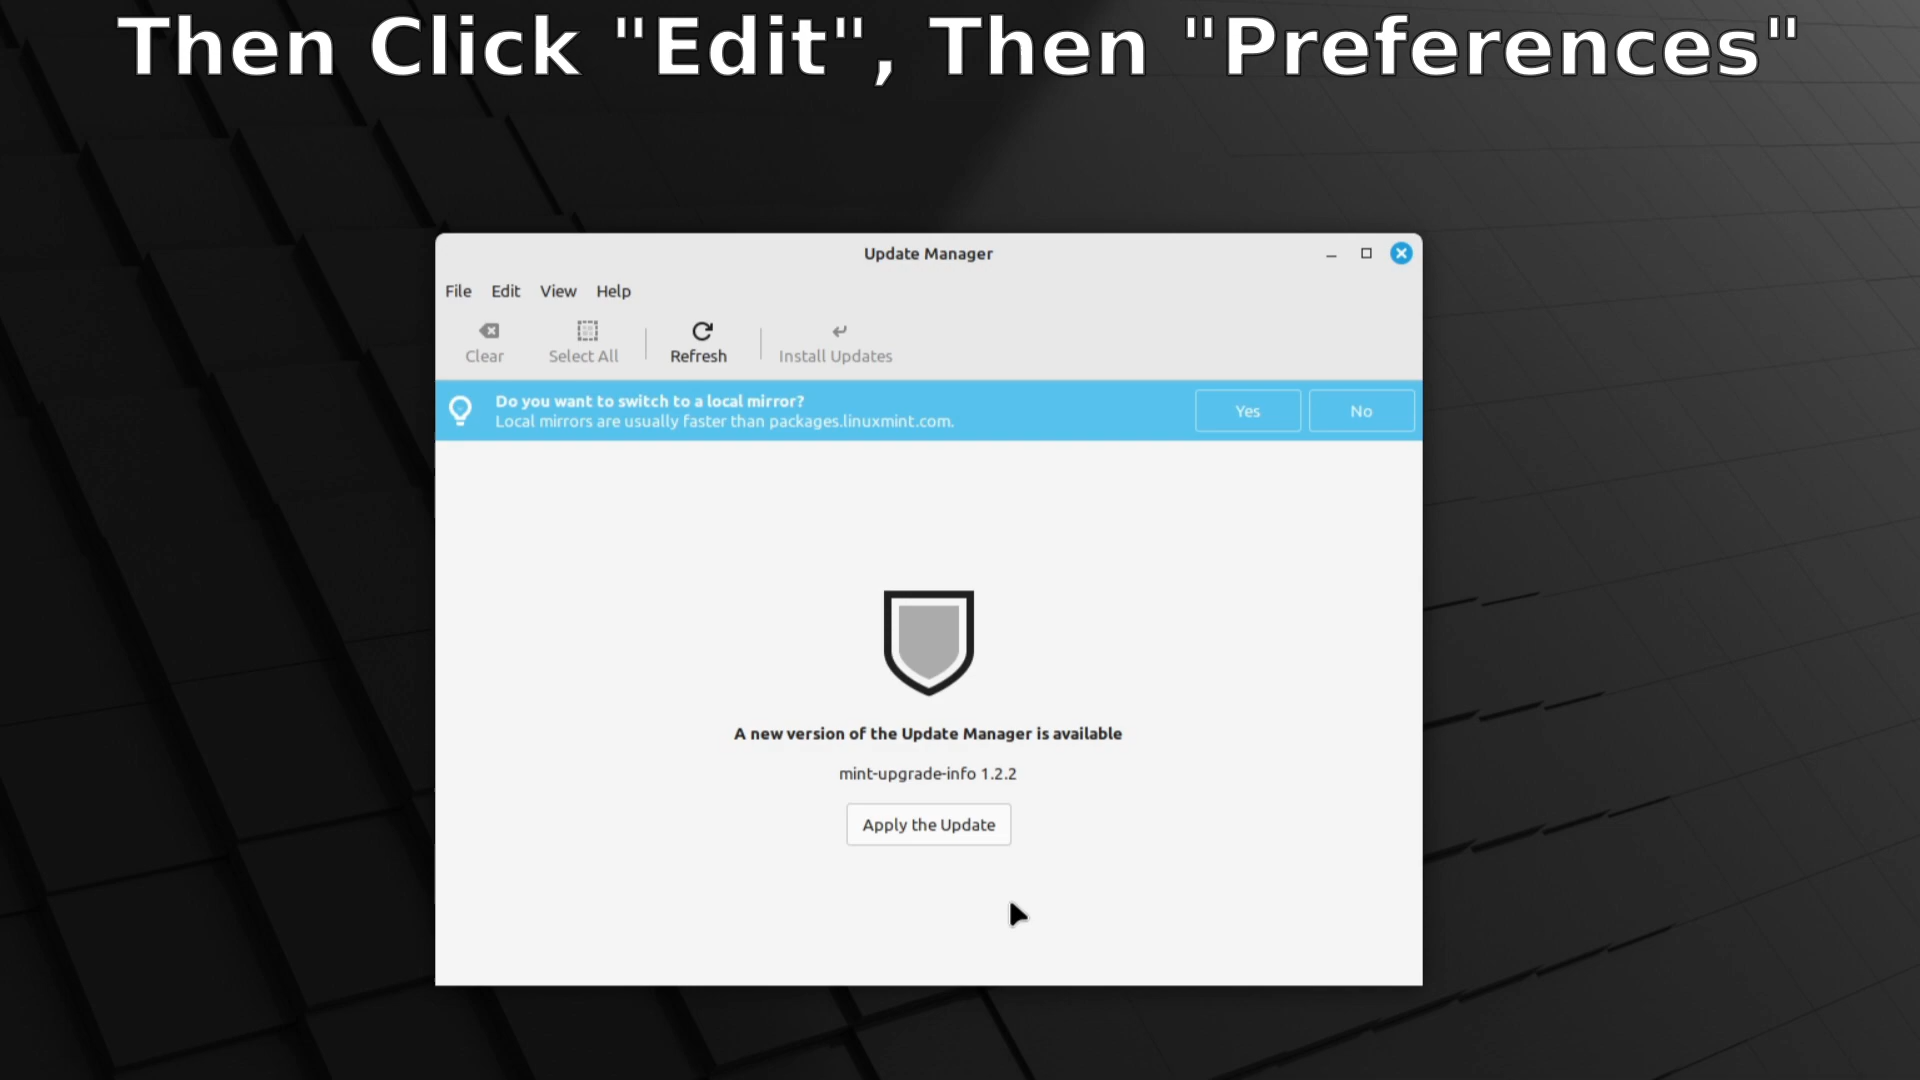 Then Click "Edit", Then "Preferences"
Update Manager
File Edit View Help
Clear Select All Refresh Install Updates
Do you want to switch to a local mirror?
Local mirrors are usually faster than packages.linuxmint.com.
Yes No
A new version of the Update Manager is available
mint-upgrade-info 1.2.2
Apply the Update